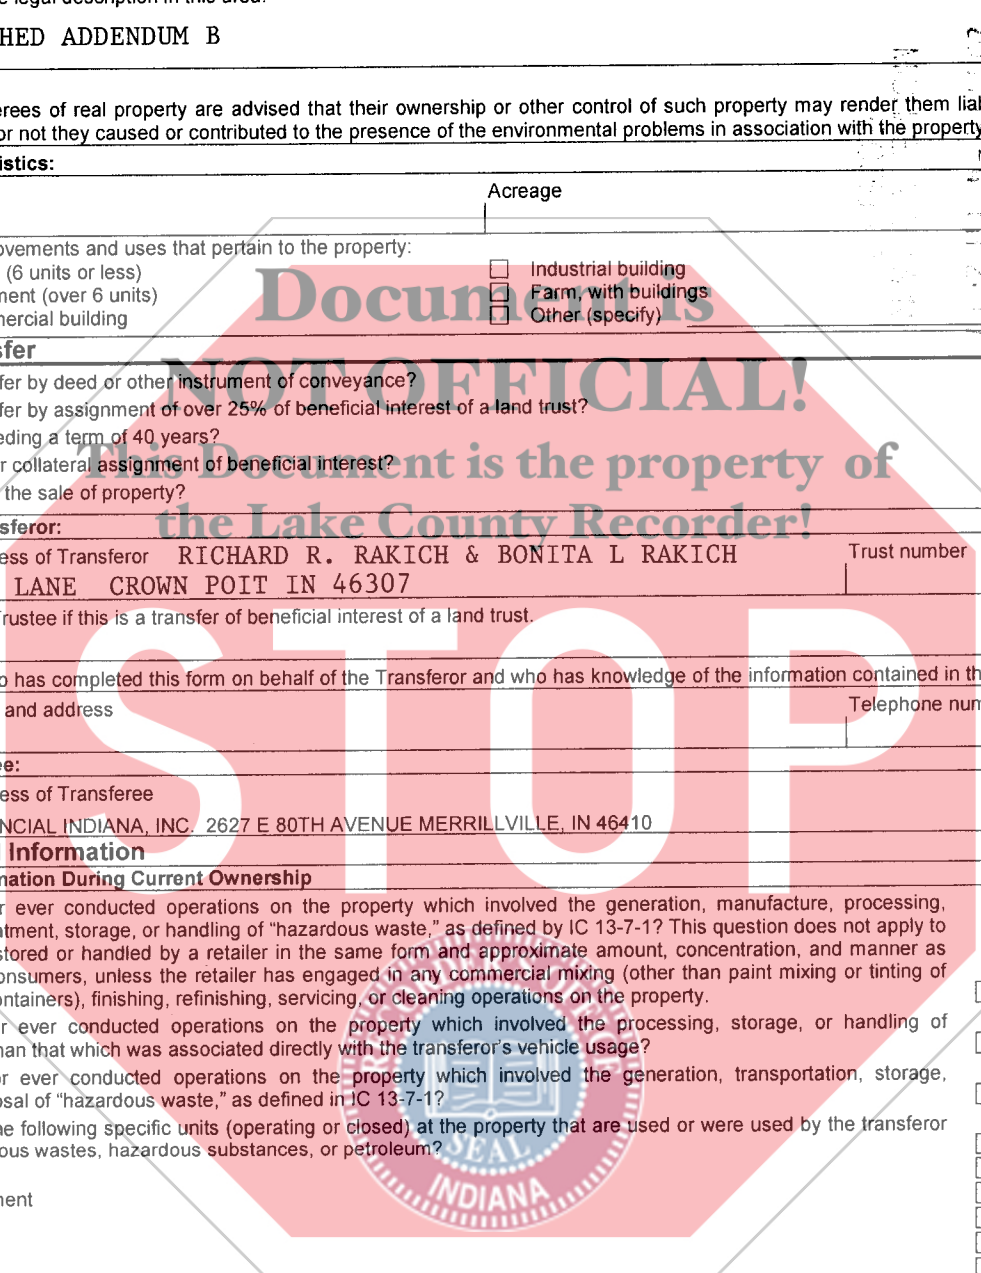 e legal description in this area.
HED ADDENDUM B
erees of real property are advised that their ownership or other control of such property may render them lial
or not they caused or contributed to the presence of the environmental problems in association with the property
istics:
Acreage
ovements and uses that pertain to the property:
(6 units or less)
Industrial building
nent (over 6 units)
Farm, with buildings
nercial building
Other (specify)
Document is
sfer
NOT OFFICIAL!
fer by deed or other instrument of conveyance?
fer by assignment of over 25% of beneficial interest of a land trust?
eding a term of 40 years?
r collateral assignment of beneficial interest?
This Document is the property of
the sale of property?
the Lake County Recorder!
sferor:
ess of Transferor RICHARD R. RAKICH & BONITA L RAKICH Trust number
LANE CROWN POIT IN 46307
Trustee if this is a transfer of beneficial interest of a land trust.
STOP
o has completed this form on behalf of the Transferor and who has knowledge of the information contained in th
and address
Telephone num
e:
ess of Transferee
NCIAL INDIANA, INC. 2627 E 80TH AVENUE MERRILLVILLE, IN 46410
Information
nation During Current Ownership
r ever conducted operations on the property which involved the generation, manufacture, processing,
atment, storage, or handling of "hazardous waste," as defined by IC 13-7-1? This question does not apply to
stored or handled by a retailer in the same form and approximate amount, concentration, and manner as
onsumers, unless the retailer has engaged in any commercial mixing (other than paint mixing or tinting of
ontainers), finishing, refinishing, servicing, or cleaning operations on the property.
r ever conducted operations on the property which involved the processing, storage, or handling of
nan that which was associated directly with the transferor's vehicle usage?
or ever conducted operations on the property which involved the generation, transportation, storage,
osal of "hazardous waste," as defined in IC 13-7-1?
ne following specific units (operating or closed) at the property that are used or were used by the transferor
ous wastes, hazardous substances, or petroleum?
SEAL
INDIANA
nent